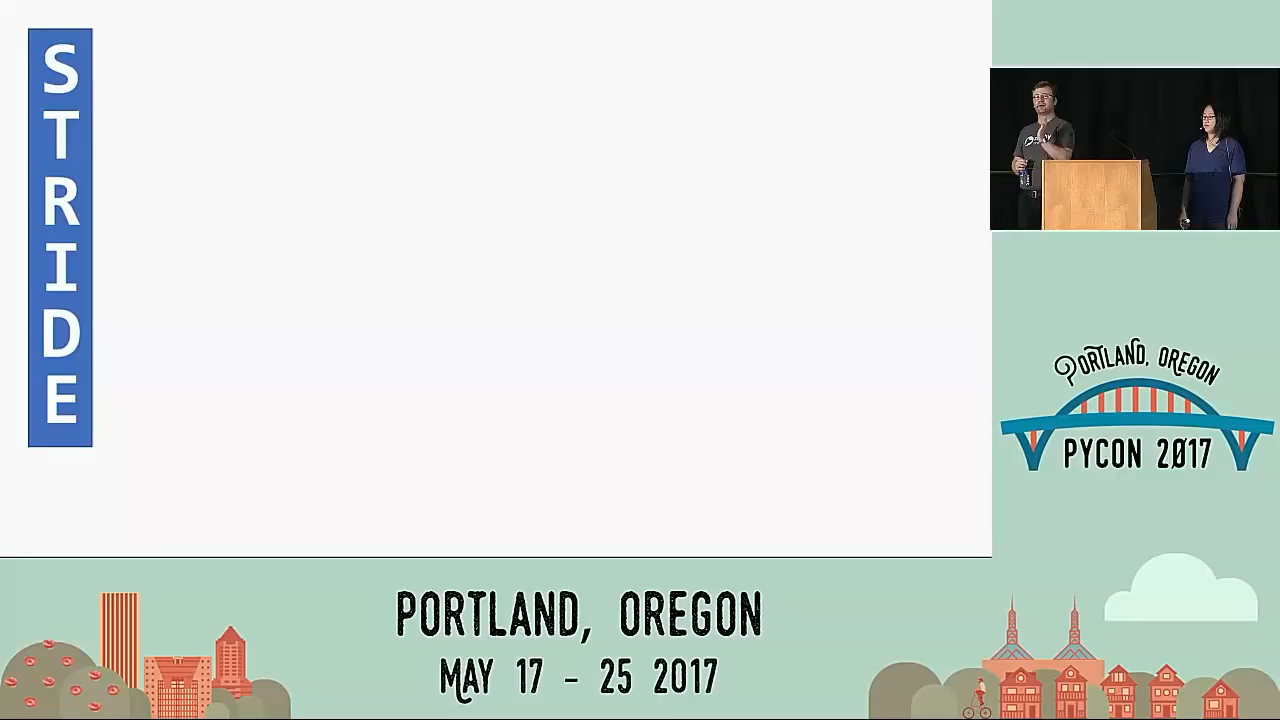 S
T
R
I
D
E
PORTLAND, OREGON
PYCON 2017
PORTLAND, OREGON
MAY 17 - 25 2017